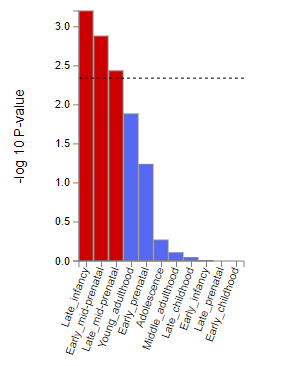 -log 10 P-value
3.0
2.5
2.0
1.5
1.0
0.5
0.0
Late_infancy
Early_mid-prenatal
Late_mid-prenatal
Young_adulthood
Early_prenatal
Adolescence
Middle_adulthood
Late_childhood
Early_infancy
Late_prenatal
Early_childhood